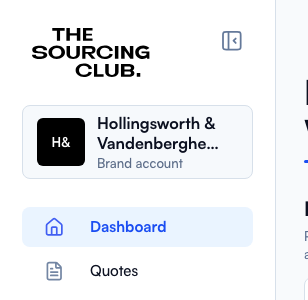 THE
SOURCING
CLUB.
H&
Hollingsworth &
Vandenberghe...
Brand account
Dashboard
Quotes